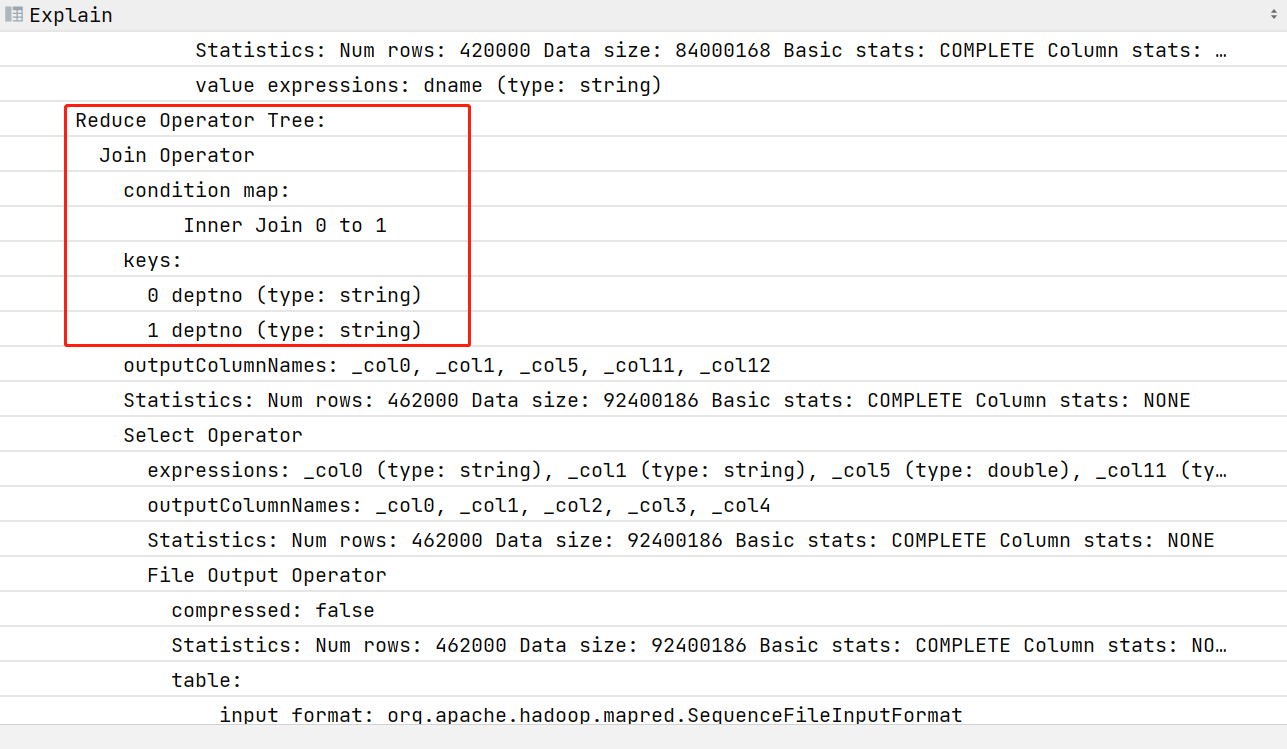 Explain
Statistics: Num rows: 420000 Data size: 84000168 Basic stats: COMPLETE Column stats: …
value expressions: dname (type: string)
Reduce Operator Tree:
Join Operator
condition map:
Inner Join 0 to 1
keys:
0 deptno (type: string)
1 deptno (type: string)
outputColumnNames: _col0, _col1, _col5, _col11, _col12
Statistics: Num rows: 462000 Data size: 92400186 Basic stats: COMPLETE Column stats: NONE
Select Operator
expressions: _col0 (type: string), _col1 (type: string), _col5 (type: double), _col11 (ty…
outputColumnNames: _col0, _col1, _col2, _col3, _col4
Statistics: Num rows: 462000 Data size: 92400186 Basic stats: COMPLETE Column stats: NONE
File Output Operator
compressed: false
Statistics: Num rows: 462000 Data size: 92400186 Basic stats: COMPLETE Column stats: NO…
table:
input format: org.apache.hadoop.mapred.SequenceFileInputFormat